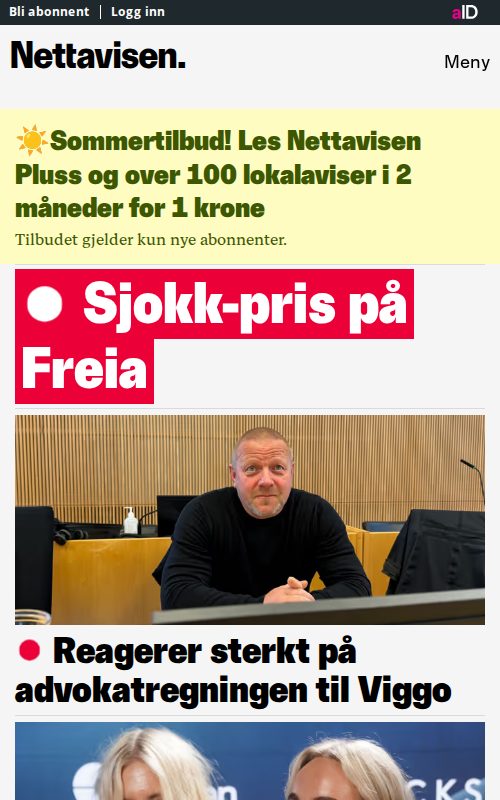 Bli abonnent | Logg inn
aID
Nettavisen.
Meny
☀️Sommertilbud! Les Nettavisen
Pluss og over 100 lokalaviser i 2
måneder for 1 krone
Tilbudet gjelder kun nye abonnenter.
Sjokk-pris på
Freia
Reagerer sterkt på
advokatregningen til Viggo